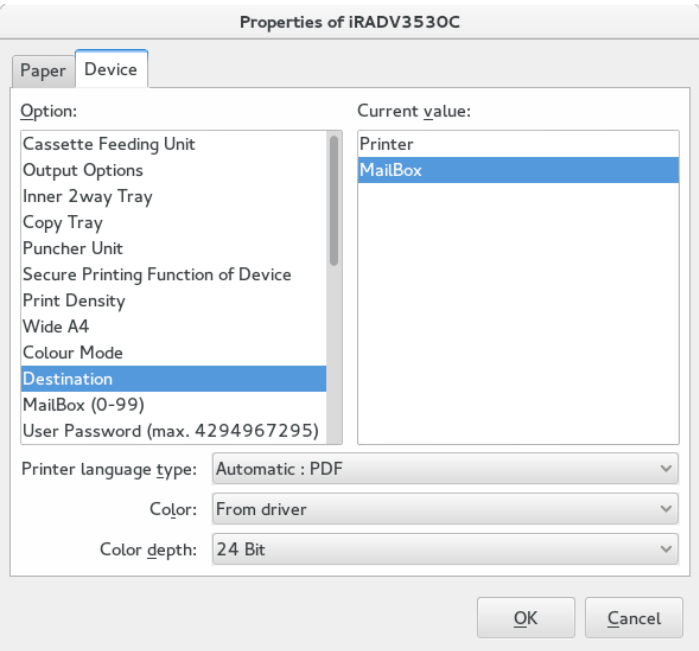 Properties of iRADV3530C
Paper
Device
Option:
Cassette Feeding Unit
Output Options
Inner 2way Tray
Copy Tray
Puncher Unit
Secure Printing Function of Device
Print Density
Wide A4
Colour Mode
Destination
MailBox (0-99)
User Password (max. 4294967295)
Current value:
Printer
MailBox
Printer language type: Automatic : PDF
Color: From driver
Color depth: 24 Bit
OK
Cancel